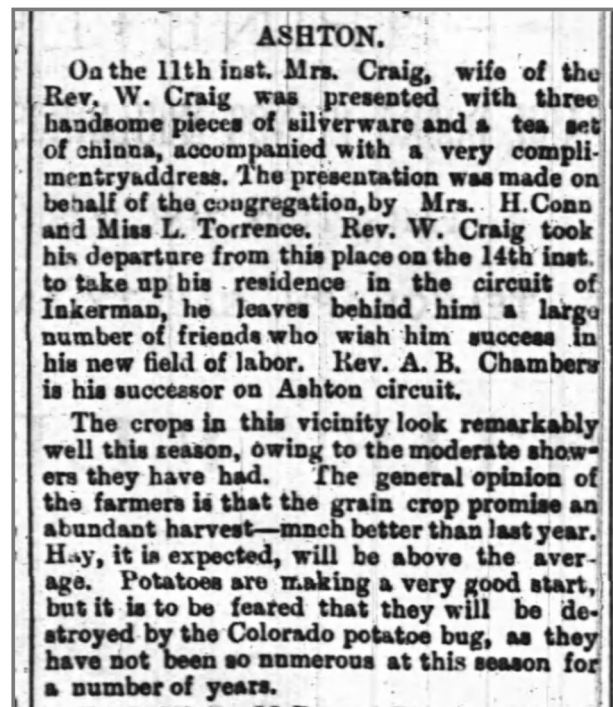 ASHTON.
On the 11th inst. Mrs. Craig, wife of the
Rev. W. Craig was presented with three
handsome pieces of silverware and a tea set
of chinna, accompanied with a very compli-
mentryaddress. The presentation was made on
behalf of the congregation,by Mrs. H.Conn
and Miss L. Torrence. Rev. W. Craig took
his departure from this place on the 14th inst.
to take up his residence in the circuit of
Inkerman, he leaves behind him a large
number of friends who wish him success in
his new field of labor. Rev. A. B. Chambers
is his successor on Ashton circuit.
The crops in this vicinity look remarkably
well this season, owing to the moderate show-
ers they have had. The general opinion of
the farmers is that the grain crop promise an
abundant harvest—mnch better than last year.
Hay, it is expected, will be above the aver-
age. Potatoes are making a very good start,
but it is to be feared that they will be de-
stroyed by the Colorado potatoe bug, as they
have not been so numerous at this season for
a number of years.